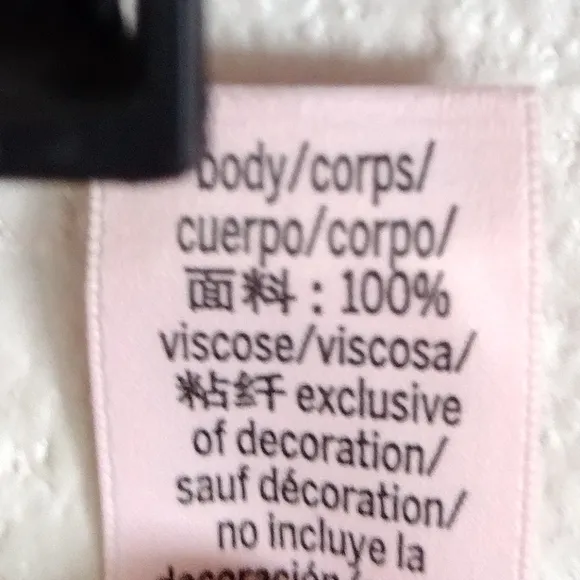 body/corps/
cuerpo/corpo/
面料：100%
viscose/viscosa/
粘纤 exclusive
of decoration/
sauf décoration/
no incluye la
decoración/